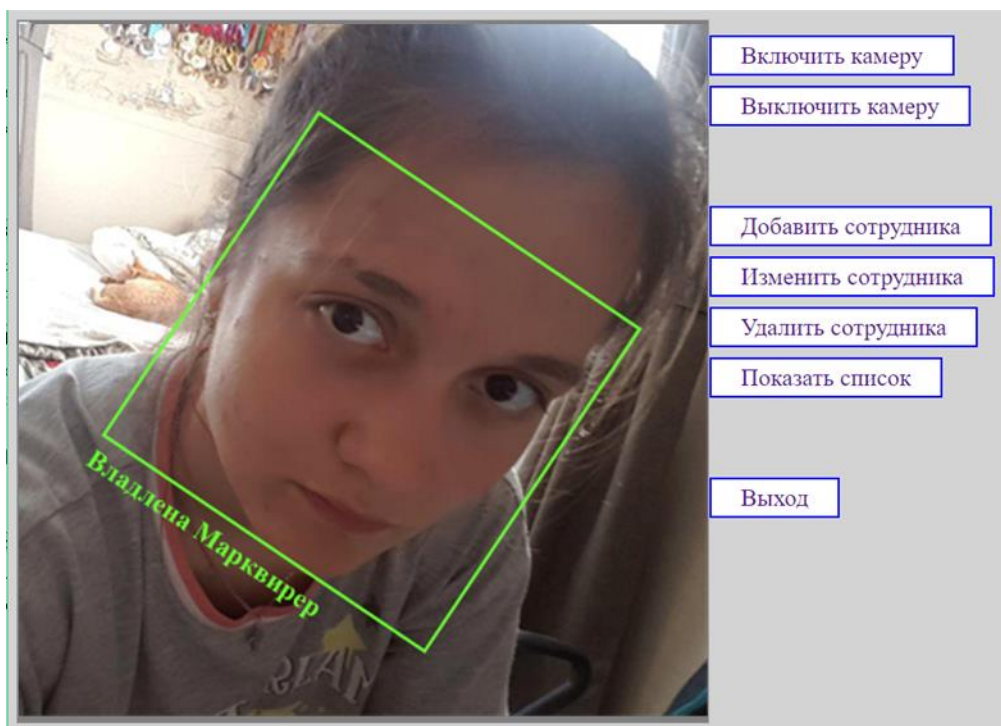 Включить камеру
Выключить камеру
Добавить сотрудника
Изменить сотрудника
Удалить сотрудника
Показать список
Выход
Владлена Марквирер